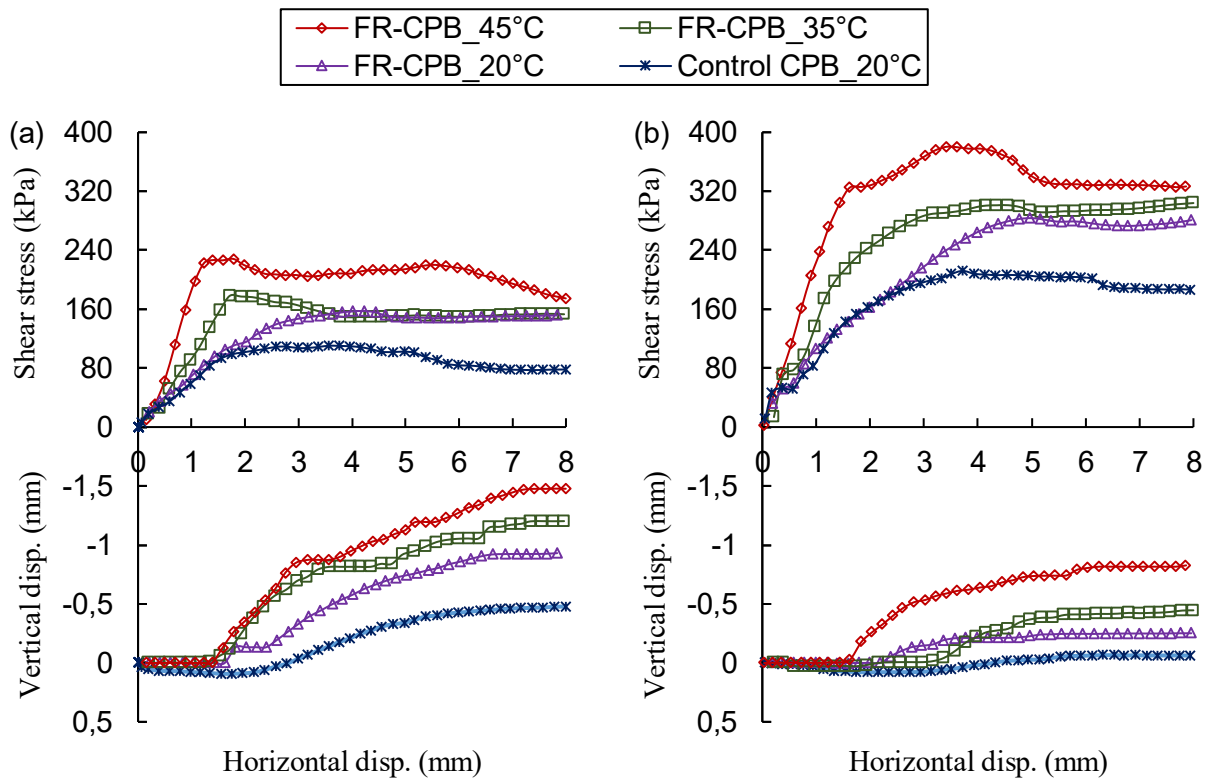 FR-CPB_45°C FR-CPB_35°C
FR-CPB_20°C Control CPB_20°C
(a)
400
320
240
160
80
0
Shear stress (kPa)
0 1 2 3 4 5 6 7 8
-1,5
-1
-0,5
0
0,5
Vertical disp. (mm)
Horizontal disp. (mm)
(b)
400
320
240
160
80
0
Shear stress (kPa)
0 1 2 3 4 5 6 7 8
-1,5
-1
-0,5
0
0,5
Vertical disp. (mm)
Horizontal disp. (mm)